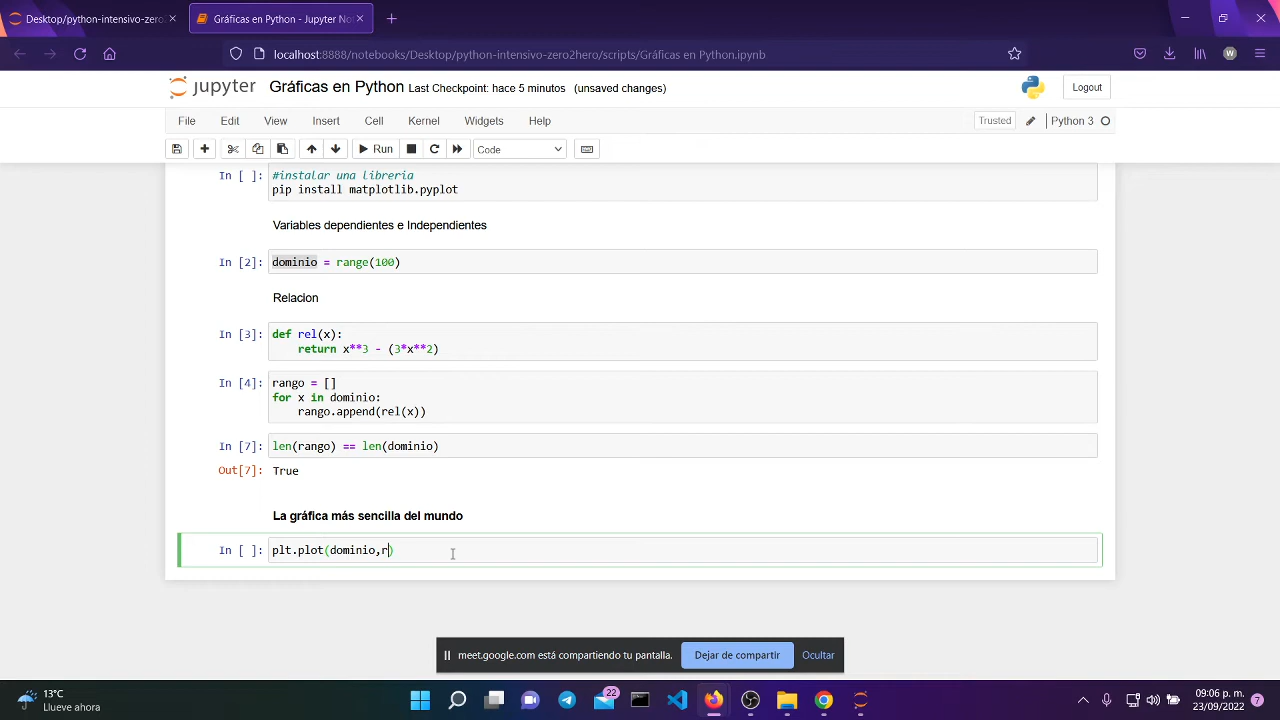 Desktop/python-intensivo-zero
Gráficas en Python - Jupyter No
localhost:8888/notebooks/Desktop/python-intensivo-zero2hero/scripts/Gráficas en Python.ipynb
W
jupyter Gráficas en Python Last Checkpoint: hace 5 minutos (unsaved changes)
Logout
File Edit View Insert Cell Kernel Widgets Help
Trusted Python 3
Run Code
In [ ]: #instalar una libreria
pip install matplotlib.pyplot
Variables dependientes e Independientes
In [2]: dominio = range(100)
Relacion
In [3]: def rel(x):
return x**3 - (3*x**2)
In [4]: rango = []
for x in dominio:
rango.append(rel(x))
In [7]: len(rango) == len(dominio)
Out[7]: True
La gráfica más sencilla del mundo
In [ ]: plt.plot(dominio,r)
meet.google.com está compartiendo tu pantalla. Dejar de compartir Ocultar
13°C
Llueve ahora
22
09:06 p. m.
23/09/2022
7